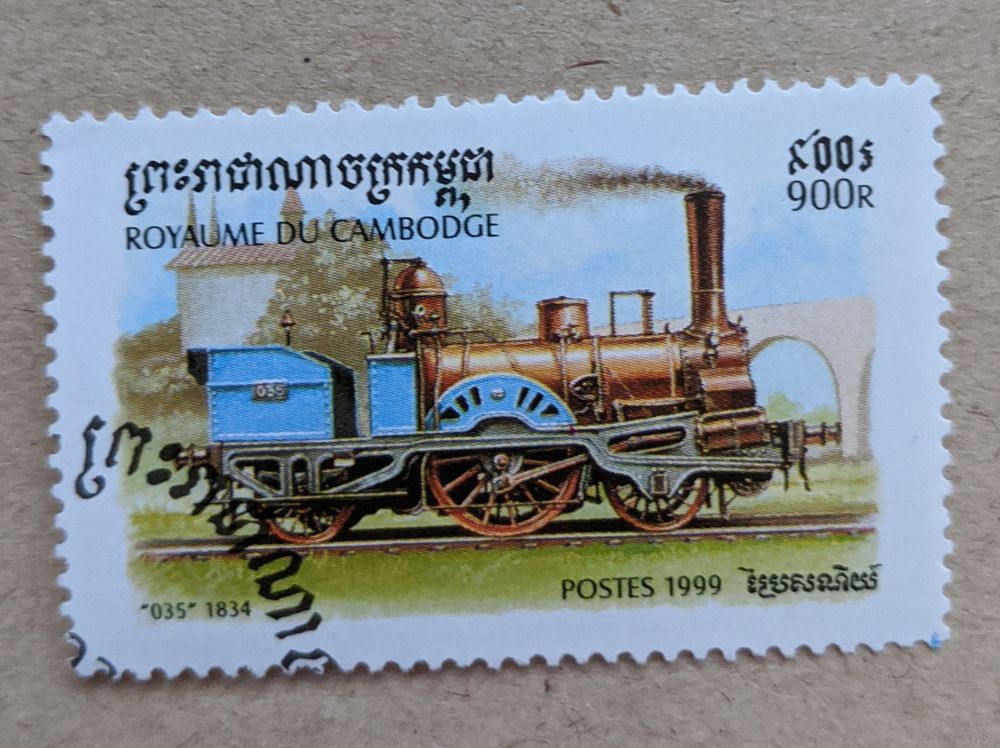 ព្រះរាជាណាចក្រកម្ពុជា
ROYAUME DU CAMBODGE
៩០០រ
900R
035
POSTES 1999 ប្រៃសណីយ៍
"035" 1834